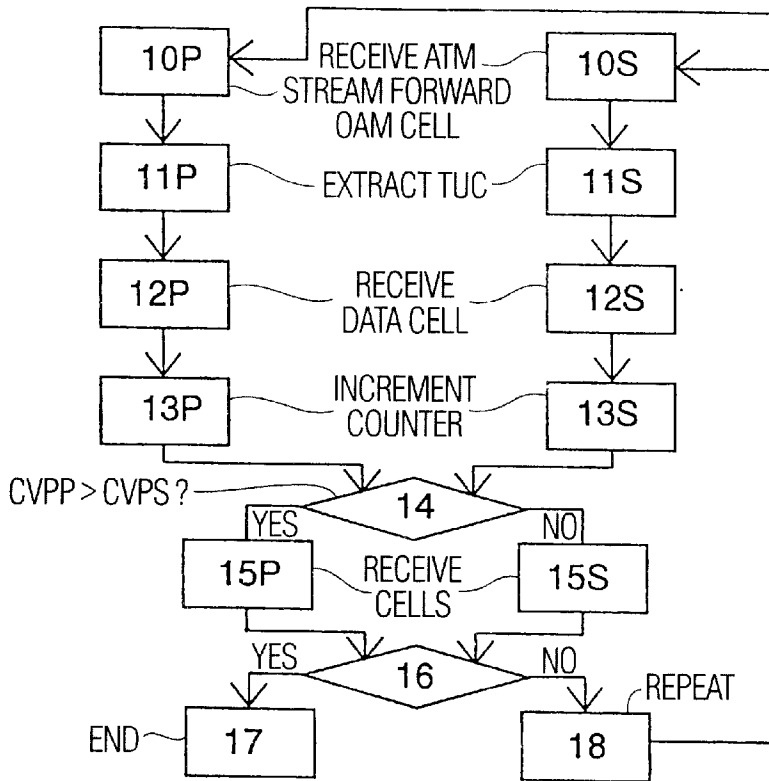 10P
RECEIVE ATM
STREAM FORWARD
OAM CELL
10S
11P
EXTRACT TUC
11S
12P
RECEIVE
DATA CELL
12S
13P
INCREMENT
COUNTER
13S
CVPP > CVPS ?
14
YES
NO
15P
RECEIVE
CELLS
15S
YES
16
NO
REPEAT
END
17
18